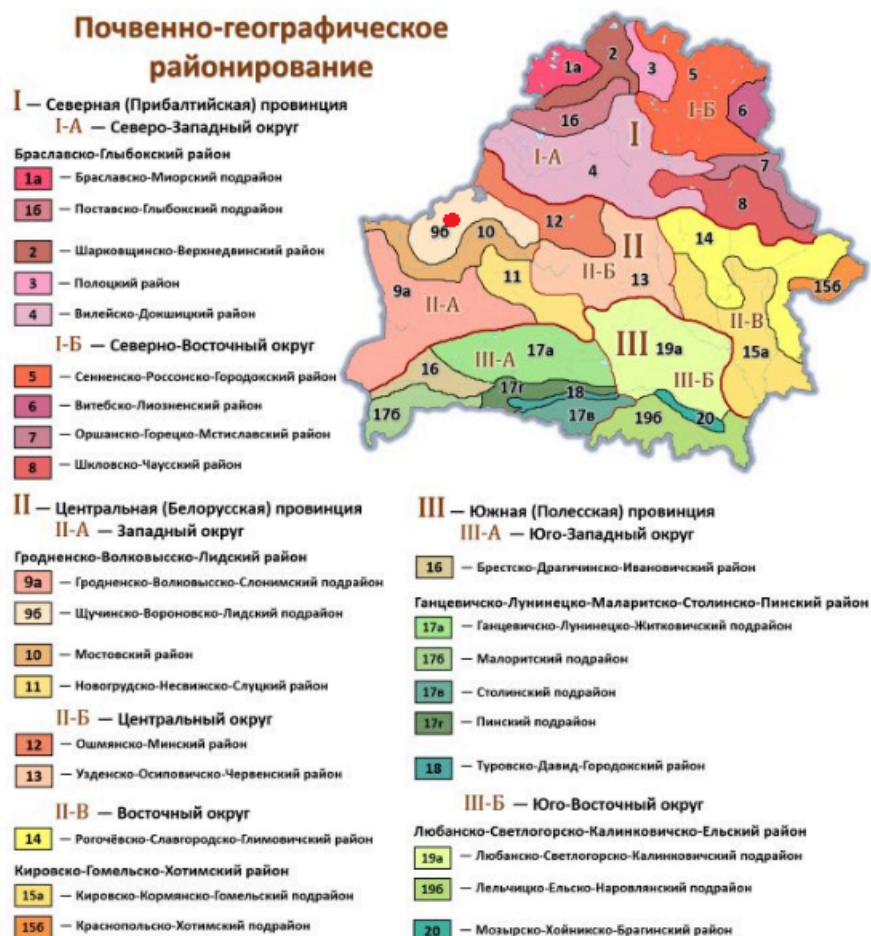 Почвенно-географическое
районирование
I — Северная (Прибалтийская) провинция
I-А — Северо-Западный округ
Браславско-Глыбокский район
1а — Браславско-Миорский подрайон
1б — Поставско-Глыбокский подрайон
2 — Шарковщинско-Верхнедвинский район
3 — Полоцкий район
4 — Вилейско-Докшицкий район
I-Б — Северно-Восточный округ
5 — Сенненско-Россонско-Городокский район
6 — Витебско-Лиозненский район
7 — Оршанско-Горецко-Мстиславский район
8 — Шкловско-Чаусский район
1а
2
3
5
1б
I
I-Б
6
I-А
4
7
8
9б
10
12
II
14
9а
11
II-Б
13
15б
II-А
II-В
17а
III
19а
15а
III-А
16
III-Б
17г
18
17б
17в
19б
20
II — Центральная (Белорусская) провинция
II-А — Западный округ
Гродненско-Волковысско-Лидский район
9а — Гродненско-Волковысско-Слонимский подрайон
9б — Щучинско-Вороновско-Лидский подрайон
10 — Мостовский район
11 — Новогрудско-Несвижско-Слуцкий район
II-Б — Центральный округ
12 — Ошмянско-Минский район
13 — Узденско-Осиповичско-Червенский район
II-В — Восточный округ
14 — Рогочёвско-Славгородско-Глимовичский район
Кировско-Гомельско-Хотимский район
15а — Кировско-Кормянско-Гомельский подрайон
15б — Краснопольско-Хотимский подрайон
III — Южная (Полесская) провинция
III-А — Юго-Западный округ
16 — Брестско-Драгичинско-Ивановичский район
Ганцевичско-Лунинецко-Маларитско-Столинско-Пинский район
17а — Ганцевичско-Лунинецко-Житковичский подрайон
17б — Малоритский подрайон
17в — Столинский подрайон
17г — Пинский подрайон
18 — Туровско-Давид-Городокский район
III-Б — Юго-Восточный округ
Любанско-Светлогорско-Калинковичско-Ельский район
19а — Любанско-Светлогорско-Калинковичский подрайон
19б — Лельчицко-Ельско-Наровлянский подрайон
20 — Мозырско-Хойникско-Брагинский район